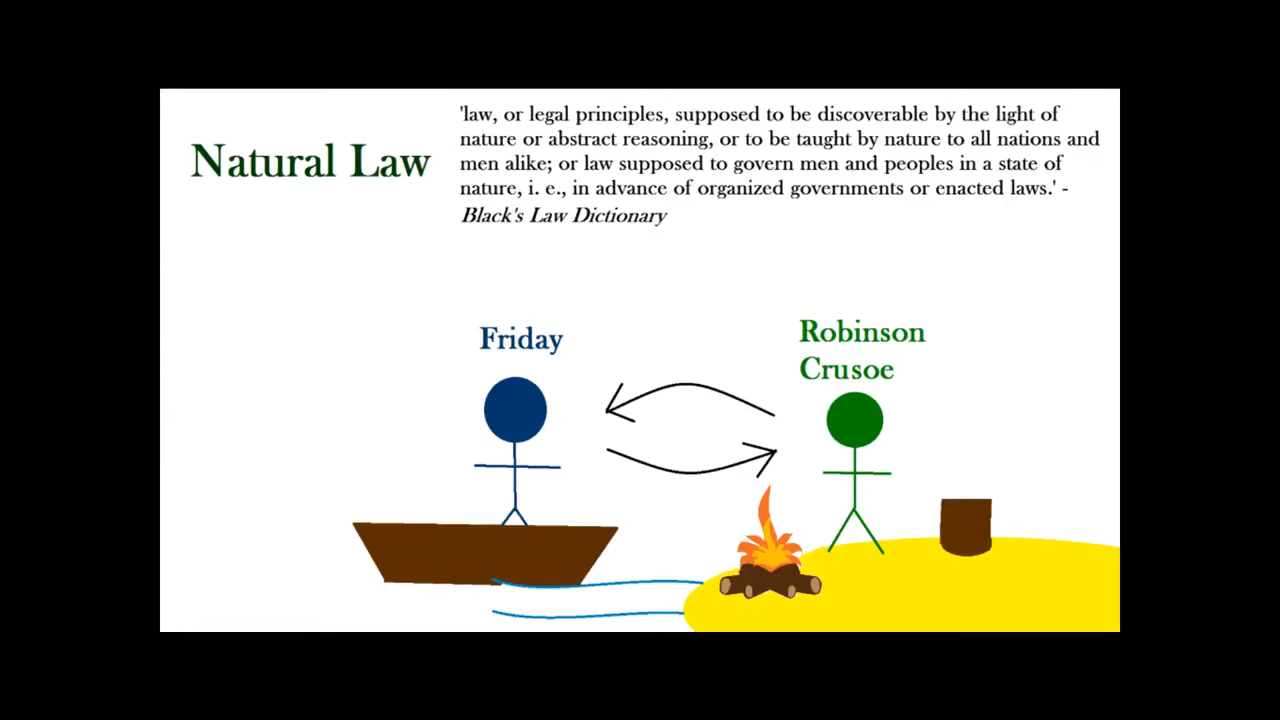 Natural Law
'law, or legal principles, supposed to be discoverable by the light of
nature or abstract reasoning, or to be taught by nature to all nations and
men alike; or law supposed to govern men and peoples in a state of
nature, i. e., in advance of organized governments or enacted laws.' -
Black's Law Dictionary
Friday
Robinson
Crusoe